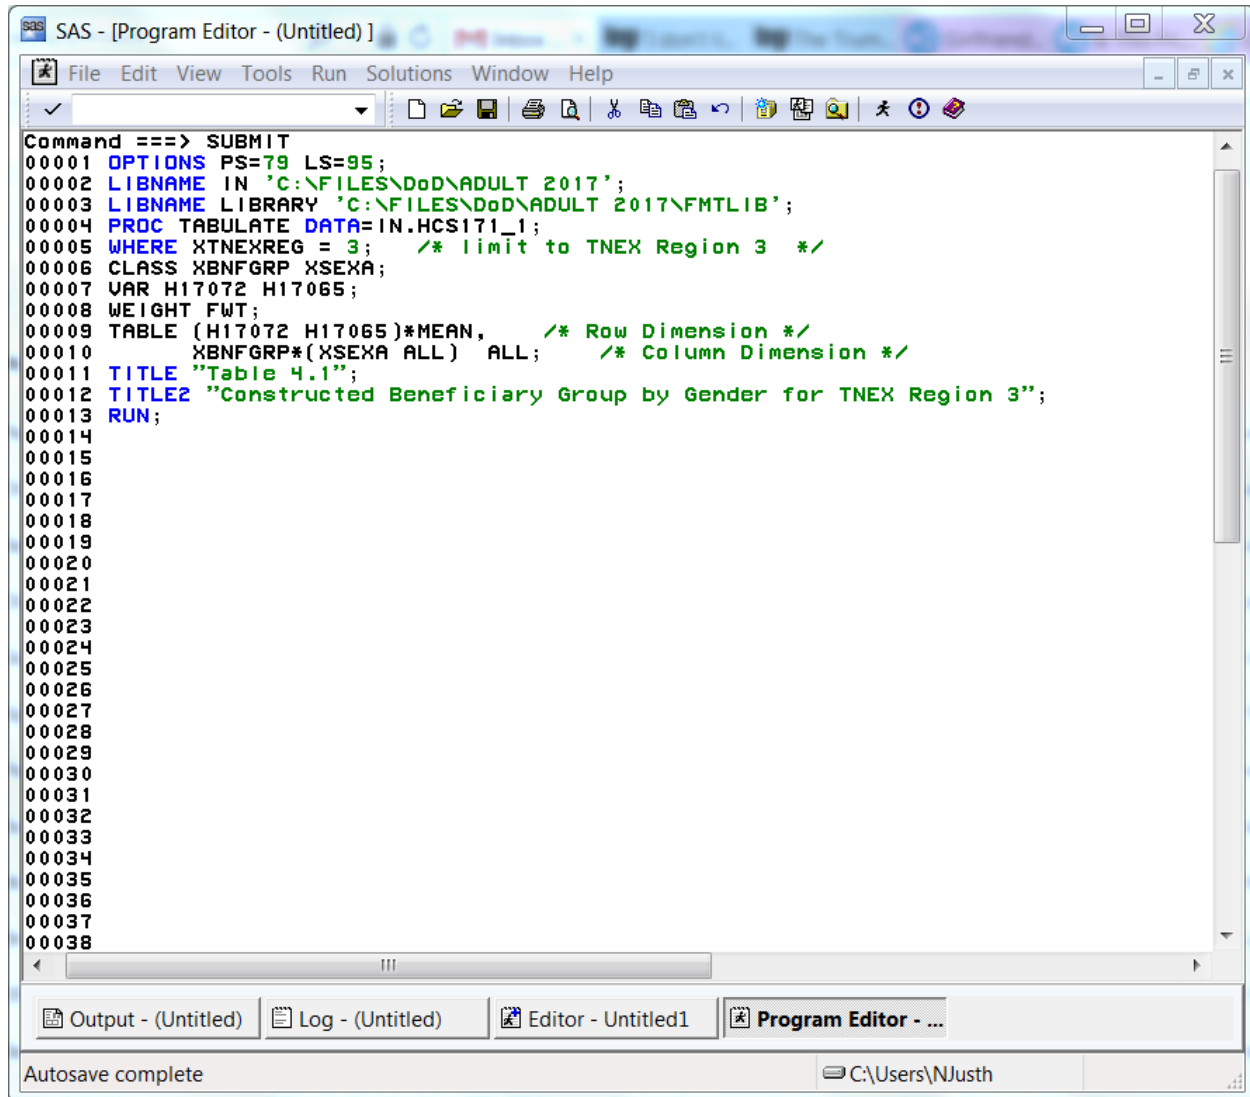 SAS - [Program Editor - (Untitled) ]
File Edit View Tools Run Solutions Window Help
Command ===> SUBMIT
00001 OPTIONS PS=79 LS=95;
00002 LIBNAME IN 'C:\FILES\DoD\ADULT 2017';
00003 LIBNAME LIBRARY 'C:\FILES\DoD\ADULT 2017\FMTLIB';
00004 PROC TABULATE DATA=IN.HCS171_1;
00005 WHERE XTNEXREG = 3;   /* limit to TNEX Region 3  */
00006 CLASS XBNFGRP XSEXA;
00007 VAR H17072 H17065;
00008 WEIGHT FWT;
00009 TABLE (H17072 H17065)*MEAN,    /* Row Dimension */
00010       XBNFGRP*(XSEXA ALL)  ALL;    /* Column Dimension */
00011 TITLE "Table 4.1";
00012 TITLE2 "Constructed Beneficiary Group by Gender for TNEX Region 3";
00013 RUN;
00014
00015
00016
00017
00018
00019
00020
00021
00022
00023
00024
00025
00026
00027
00028
00029
00030
00031
00032
00033
00034
00035
00036
00037
00038
Output - (Untitled) Log - (Untitled) Editor - Untitled1 Program Editor - ...
Autosave complete C:\Users\NJusth